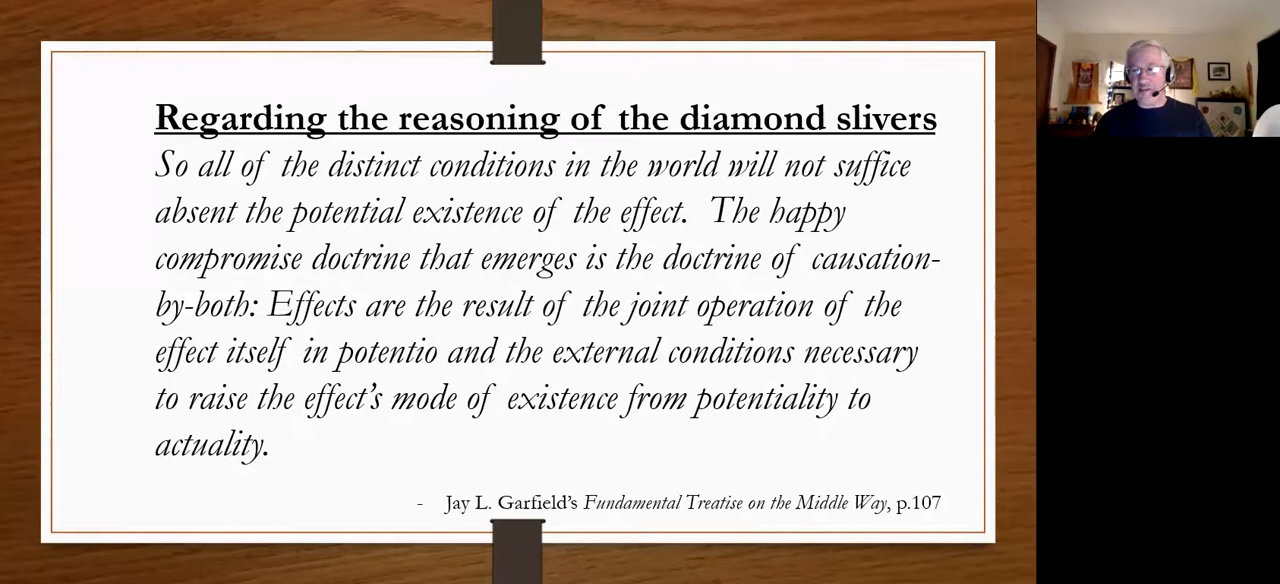 Regarding the reasoning of the diamond slivers
So all of the distinct conditions in the world will not suffice
absent the potential existence of the effect. The happy
compromise doctrine that emerges is the doctrine of causation-
by-both: Effects are the result of the joint operation of the
effect itself in potentio and the external conditions necessary
to raise the effect's mode of existence from potentiality to
actuality.
- Jay L. Garfield's Fundamental Treatise on the Middle Way, p.107